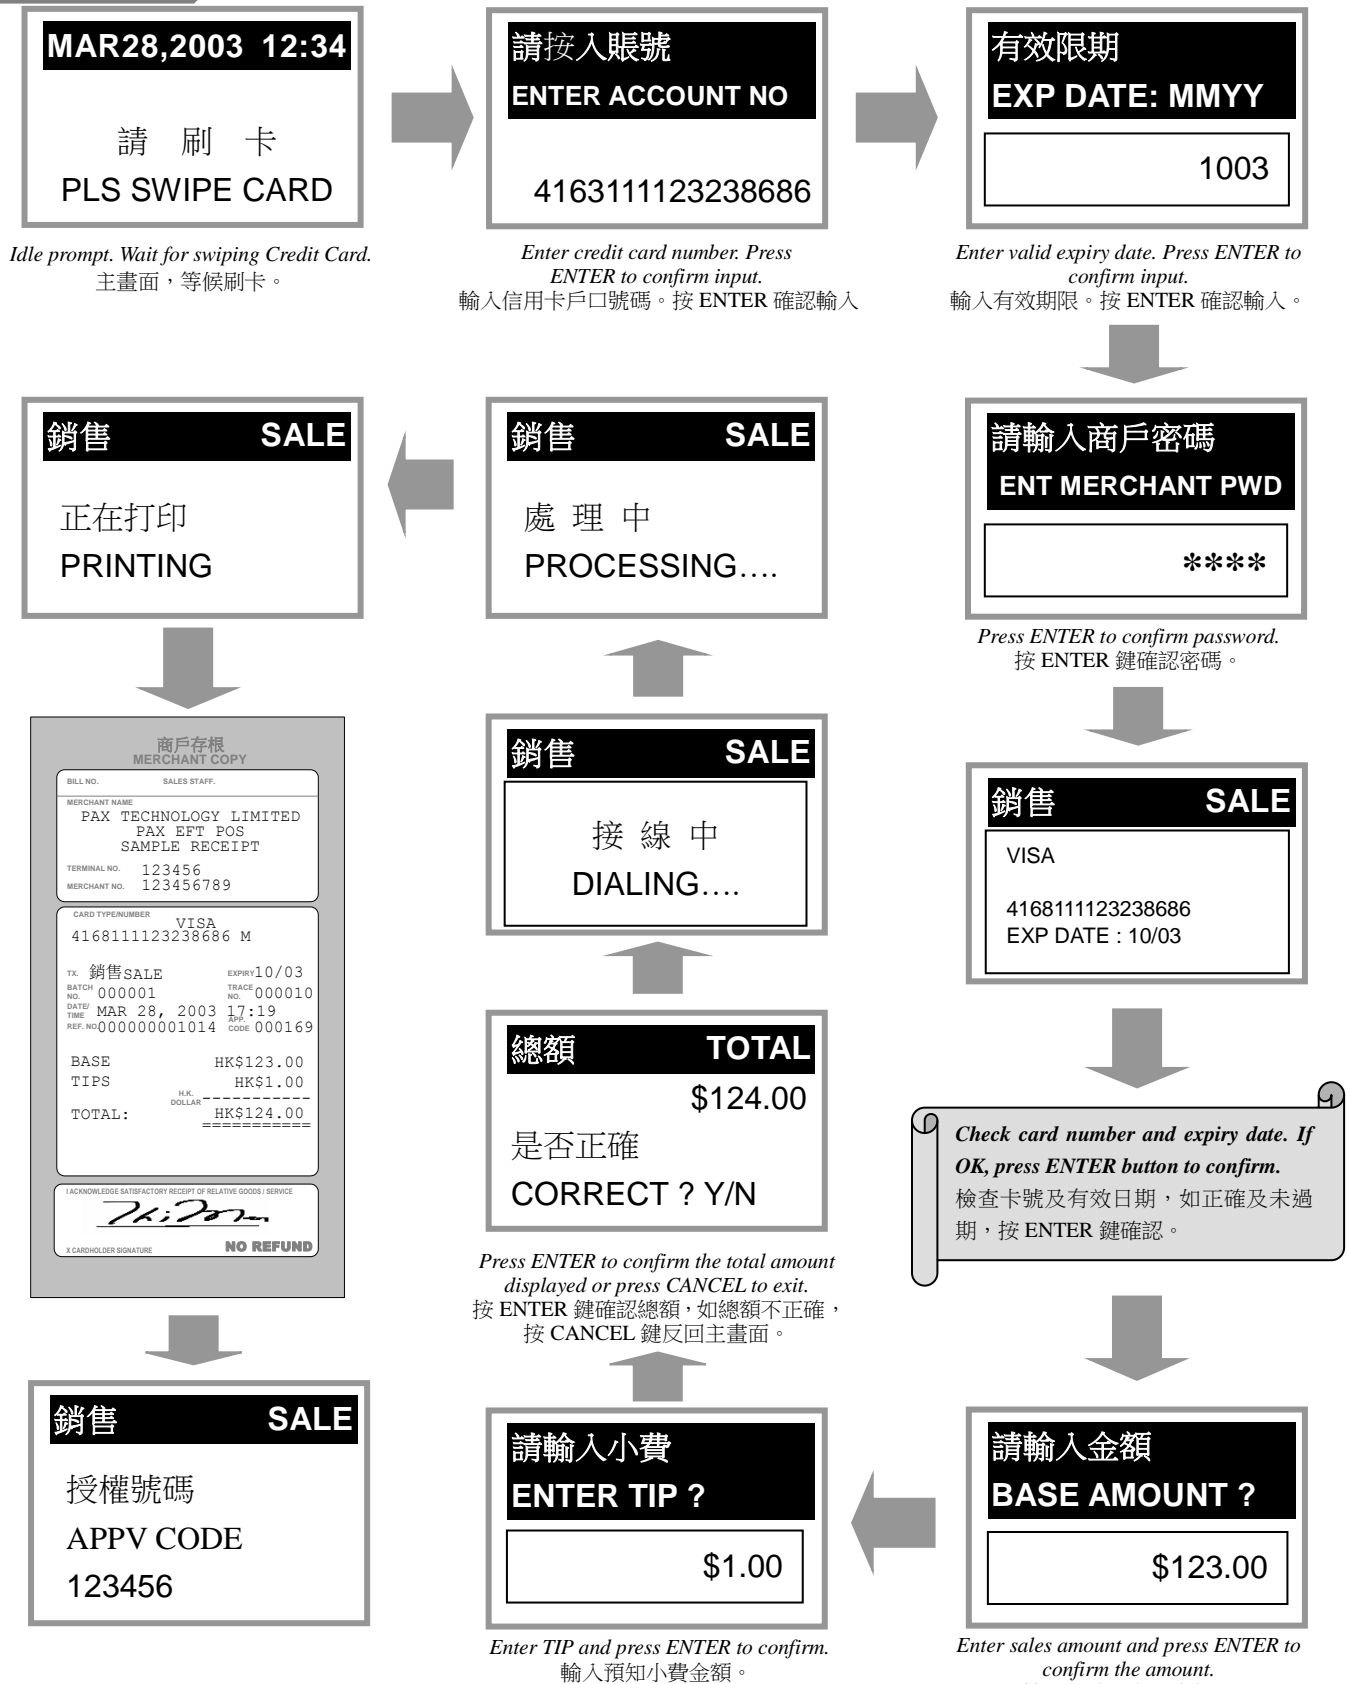 MAR28,2003 12:34
請 刷 卡
PLS SWIPE CARD
Idle prompt. Wait for swiping Credit Card.
主畫面，等候刷卡。
請按入賬號
ENTER ACCOUNT NO
4163111123238686
Enter credit card number. Press
ENTER to confirm input.
輸入信用卡戶口號碼。按 ENTER 確認輸入
有效限期
EXP DATE: MMYY
1003
Enter valid expiry date. Press ENTER to
confirm input.
輸入有效期限。按 ENTER 確認輸入。
請輸入商戶密碼
ENT MERCHANT PWD
****
Press ENTER to confirm password.
按 ENTER 鍵確認密碼。
銷售 SALE
VISA
4168111123238686
EXP DATE : 10/03
Check card number and expiry date. If
OK, press ENTER button to confirm.
檢查卡號及有效日期，如正確及未過
期，按 ENTER 鍵確認。
請輸入金額
BASE AMOUNT ?
$123.00
Enter sales amount and press ENTER to
confirm the amount.
請輸入小費
ENTER TIP ?
$1.00
Enter TIP and press ENTER to confirm.
輸入預知小費金額。
總額 TOTAL
$124.00
是否正確
CORRECT ? Y/N
Press ENTER to confirm the total amount
displayed or press CANCEL to exit.
按 ENTER 鍵確認總額，如總額不正確，
按 CANCEL 鍵反回主畫面。
銷售 SALE
接 線 中
DIALING....
銷售 SALE
處 理 中
PROCESSING....
銷售 SALE
正在打印
PRINTING
商戶存根
MERCHANT COPY
BILL NO. SALES STAFF.
MERCHANT NAME
PAX TECHNOLOGY LIMITED
PAX EFT POS
SAMPLE RECEIPT
TERMINAL NO. 123456
MERCHANT NO. 123456789
CARD TYPE/NUMBER
VISA
4168111123238686 M
TX. 銷售SALE EXPIRY 10/03
BATCH NO. 000001 TRACE NO. 000010
DATE/ TIME MAR 28, 2003 17:19
REF. NO. 000000001014 APP. CODE 000169
BASE HK$123.00
TIPS HK$1.00
H.K. DOLLAR -----------
TOTAL: HK$124.00
===========
I ACKNOWLEDGE SATISFACTORY RECEIPT OF RELATIVE GOODS / SERVICE
X CARDHOLDER SIGNATURE NO REFUND
銷售 SALE
授權號碼
APPV CODE
123456